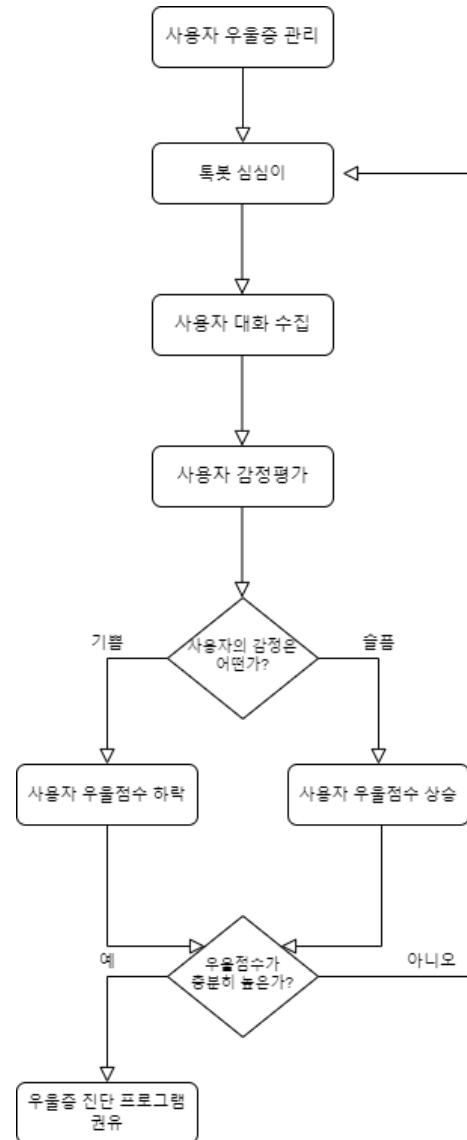 사용자 우울증 관리
톡봇 심심이
사용자 대화 수집
사용자 감정평가
기쁨
사용자의 감정은
어떤가?
슬픔
사용자 우울점수 하락
사용자 우울점수 상승
예
우울점수가
충분히 높은가?
아니오
우울증 진단 프로그램
권유